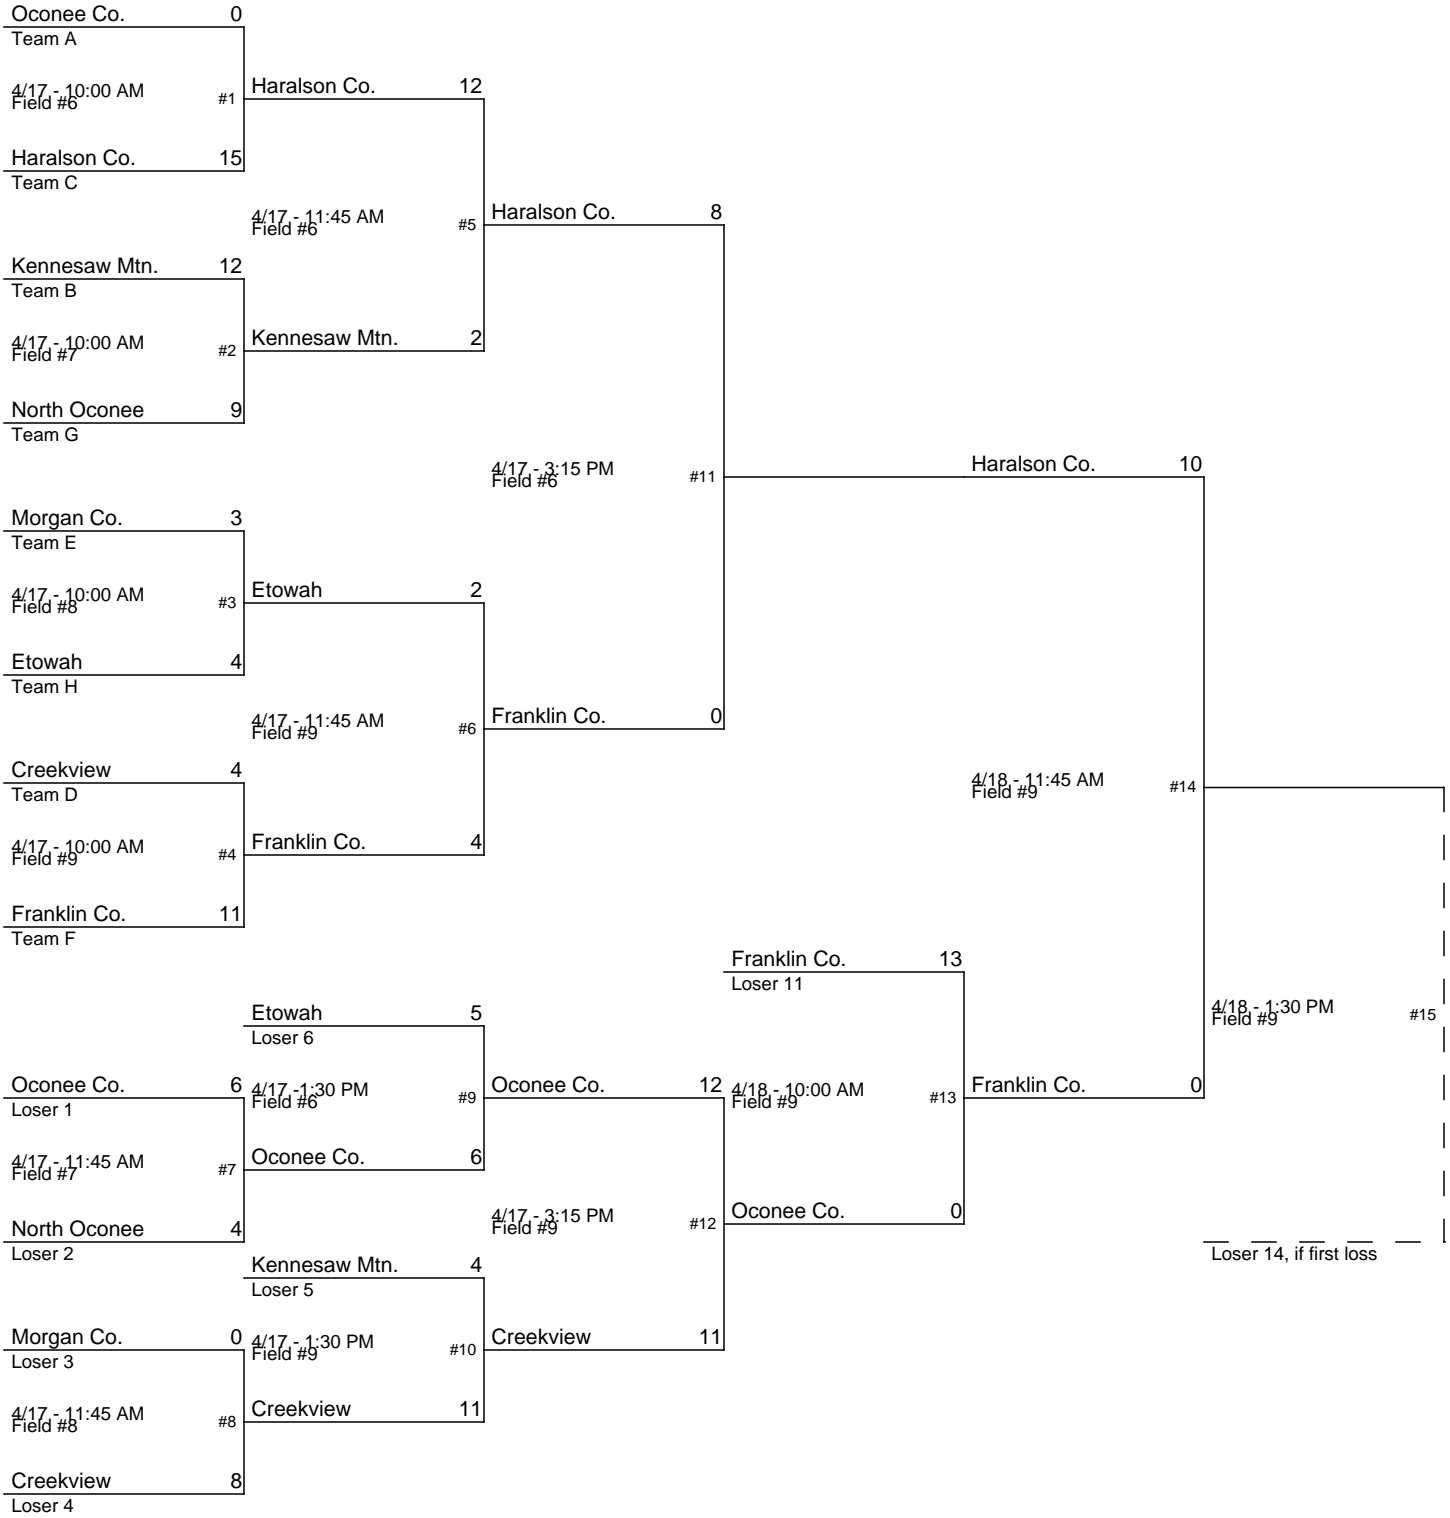 Oconee Co. 0
Team A
4/17 - 10:00 AM
Field #6
#1
Haralson Co. 15
Team C
Kennesaw Mtn. 12
Team B
4/17 - 10:00 AM
Field #7
#2
North Oconee 9
Team G
Morgan Co. 3
Team E
4/17 - 10:00 AM
Field #8
#3
Etowah 4
Team H
Creekview 4
Team D
4/17 - 10:00 AM
Field #9
#4
Franklin Co. 11
Team F
Haralson Co. 12
4/17 - 11:45 AM
Field #6
#5
Kennesaw Mtn. 2
Etowah 2
4/17 - 11:45 AM
Field #9
#6
Franklin Co. 4
Haralson Co. 8
4/17 - 3:15 PM
Field #6
#11
Franklin Co. 0
Haralson Co. 10
4/18 - 11:45 AM
Field #9
#14
Franklin Co. 0
Oconee Co. 6
Loser 1
4/17 - 11:45 AM
Field #7
#7
North Oconee 4
Loser 2
Morgan Co. 0
Loser 3
4/17 - 11:45 AM
Field #8
#8
Creekview 8
Loser 4
Etowah 5
Loser 6
4/17 -1:30 PM
Field #6
#9
Oconee Co. 6
Kennesaw Mtn. 4
Loser 5
4/17 - 1:30 PM
Field #9
#10
Creekview 11
Oconee Co. 12
4/17 - 3:15 PM
Field #9
#12
Creekview 11
Franklin Co. 13
Loser 11
4/18 - 10:00 AM
Field #9
#13
Oconee Co. 0
4/18 - 1:30 PM
Field #9
#15
Loser 14, if first loss